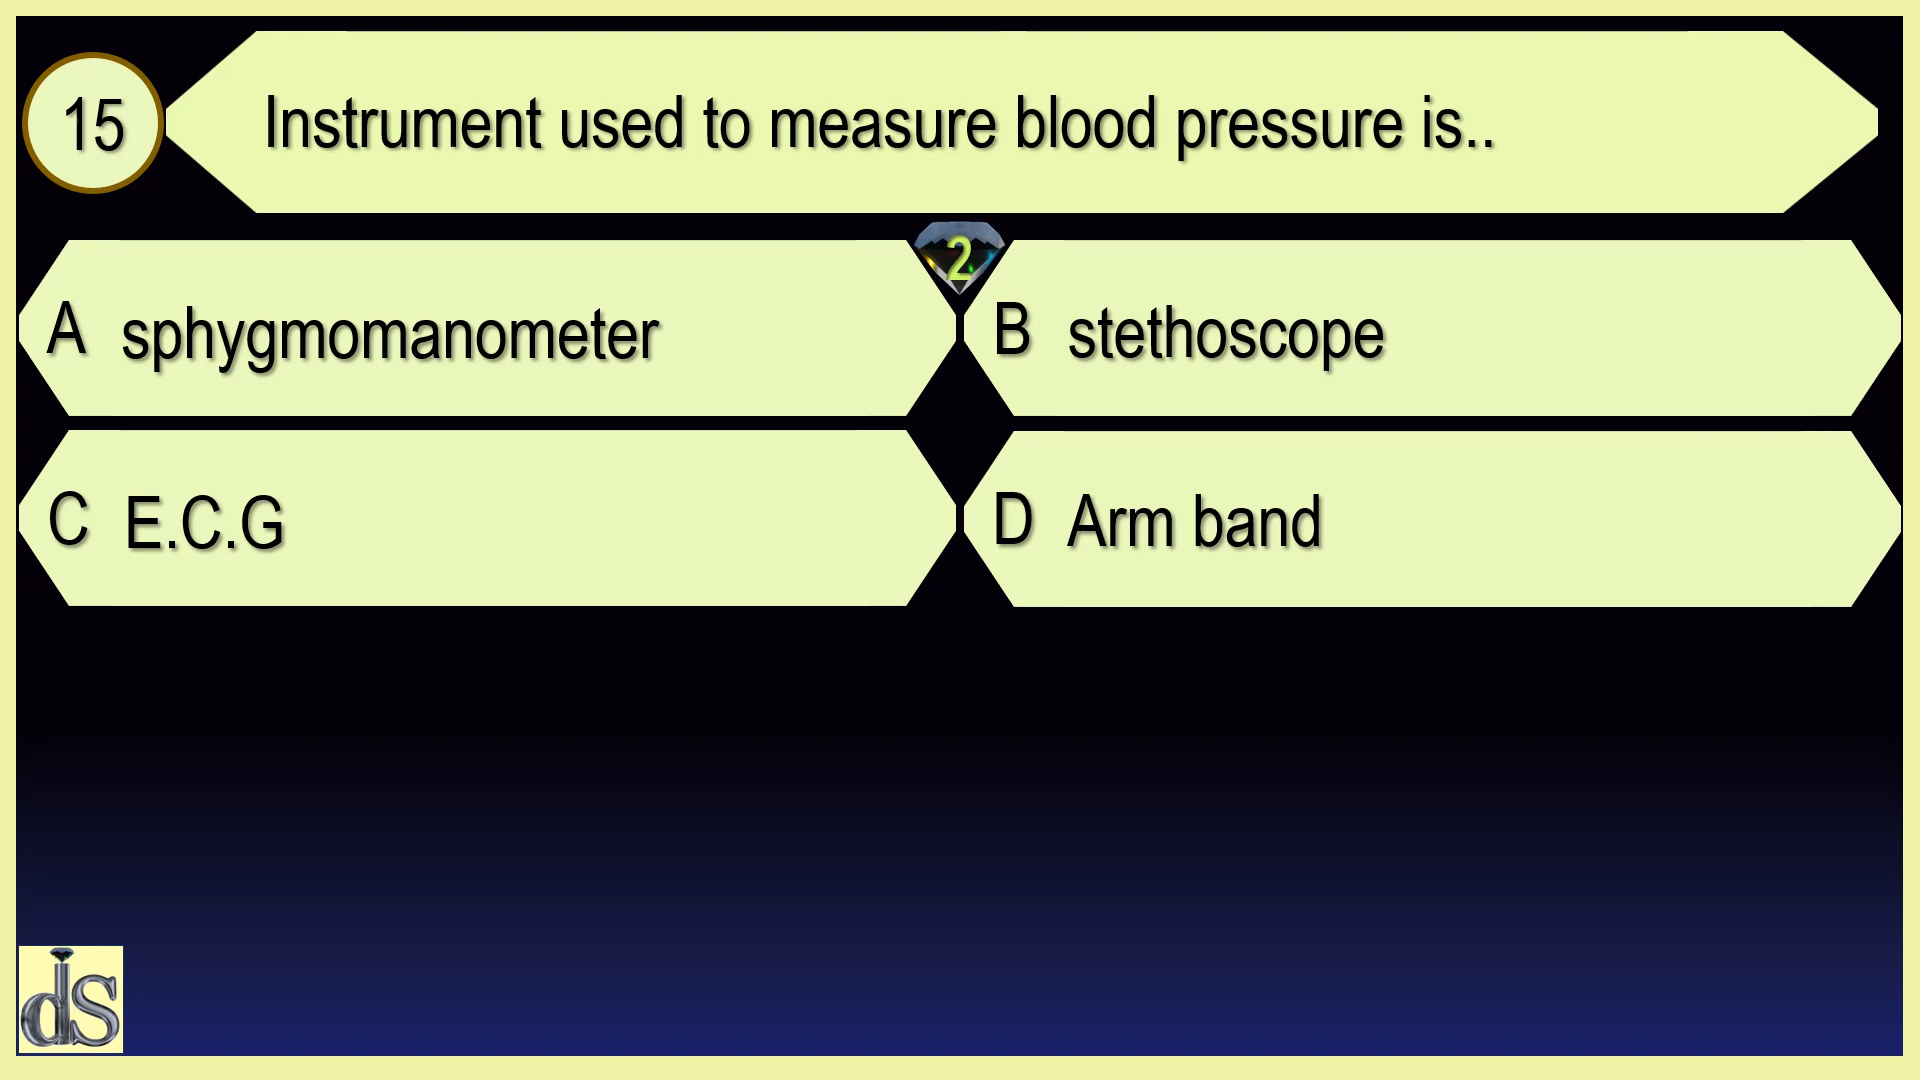 15
Instrument used to measure blood pressure is..
2
A sphygmomanometer
B stethoscope
C E.C.G
D Arm band
ds